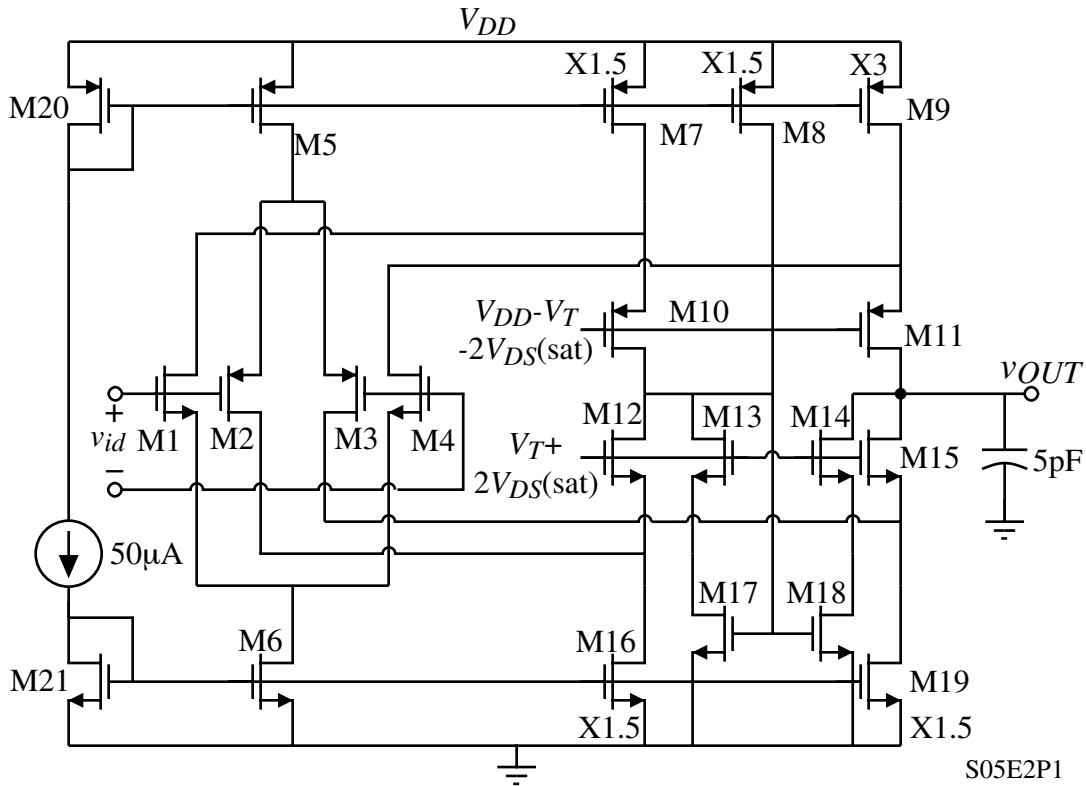 V_DD
X1.5
X1.5
X3
M20
M5
M7
M8
M9
V_DD-V_T
-2V_DS(sat)
M10
M11
v_OUT
+
v_id
−
M1
M2
M3
M4
M12
M13
M14
M15
V_T+
2V_DS(sat)
5pF
50μA
M17
M18
M6
M16
M21
M19
X1.5
X1.5
S05E2P1